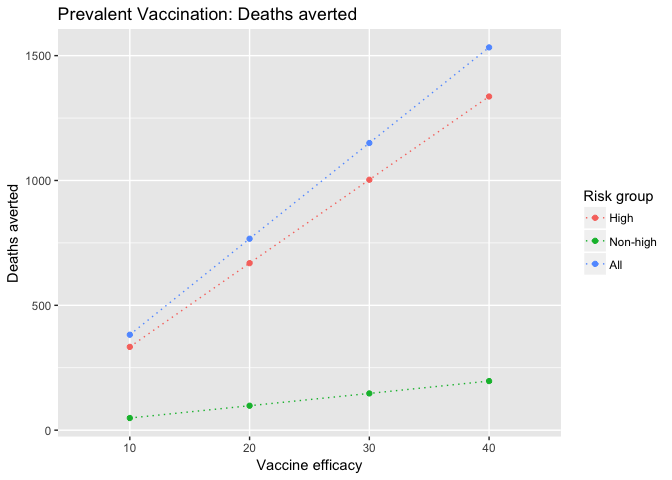 Prevalent Vaccination: Deaths averted
1500
1000
500
0
Deaths averted
10 20 30 40
Vaccine efficacy
Risk group
High
Non-high
All